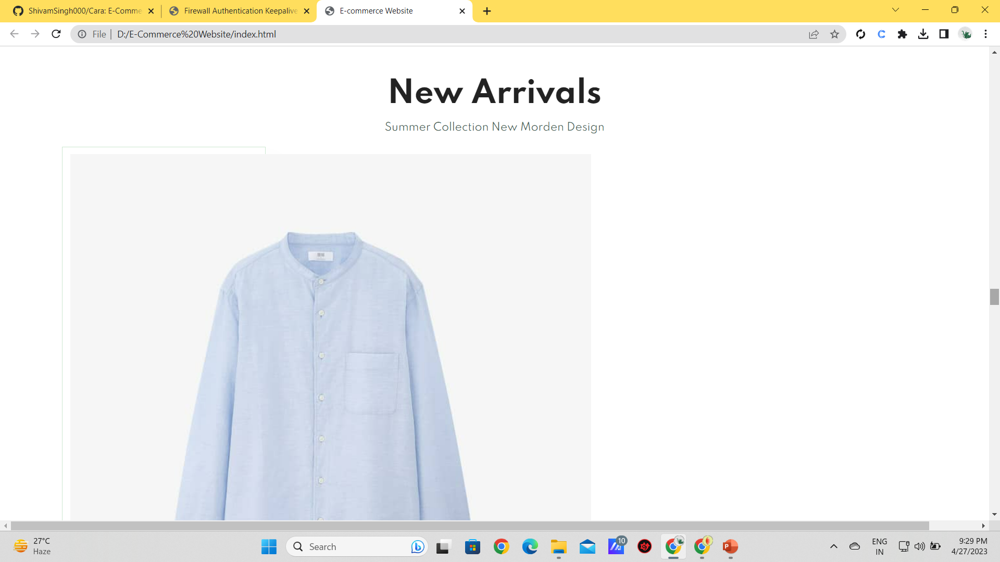 ShivamSingh000/Cara: E-Comme
Firewall Authentication Keepalive
E-commerce Website
File
D:/E-Commerce%20Website/index.html
New Arrivals
Summer Collection New Morden Design
27°C
Haze
Search
10
ENG
IN
9:29 PM
4/27/2023